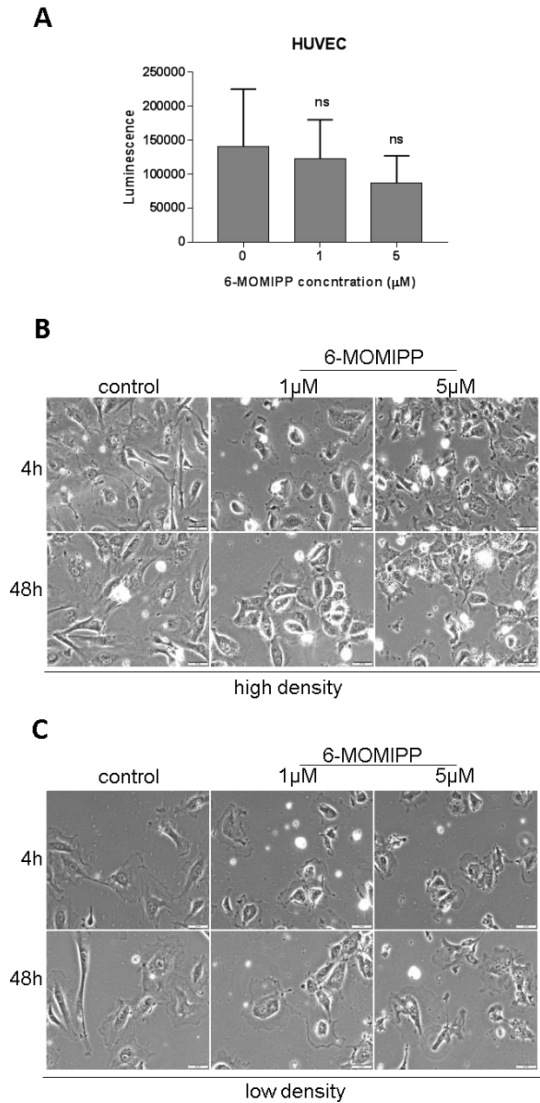 A
HUVEC
250000
200000
150000
100000
50000
0
Luminescence
ns
ns
0 1 5
6-MOMIPP concntration (μM)
B
6-MOMIPP
control 1μM 5μM
4h
48h
high density
C
6-MOMIPP
control 1μM 5μM
4h
48h
low density